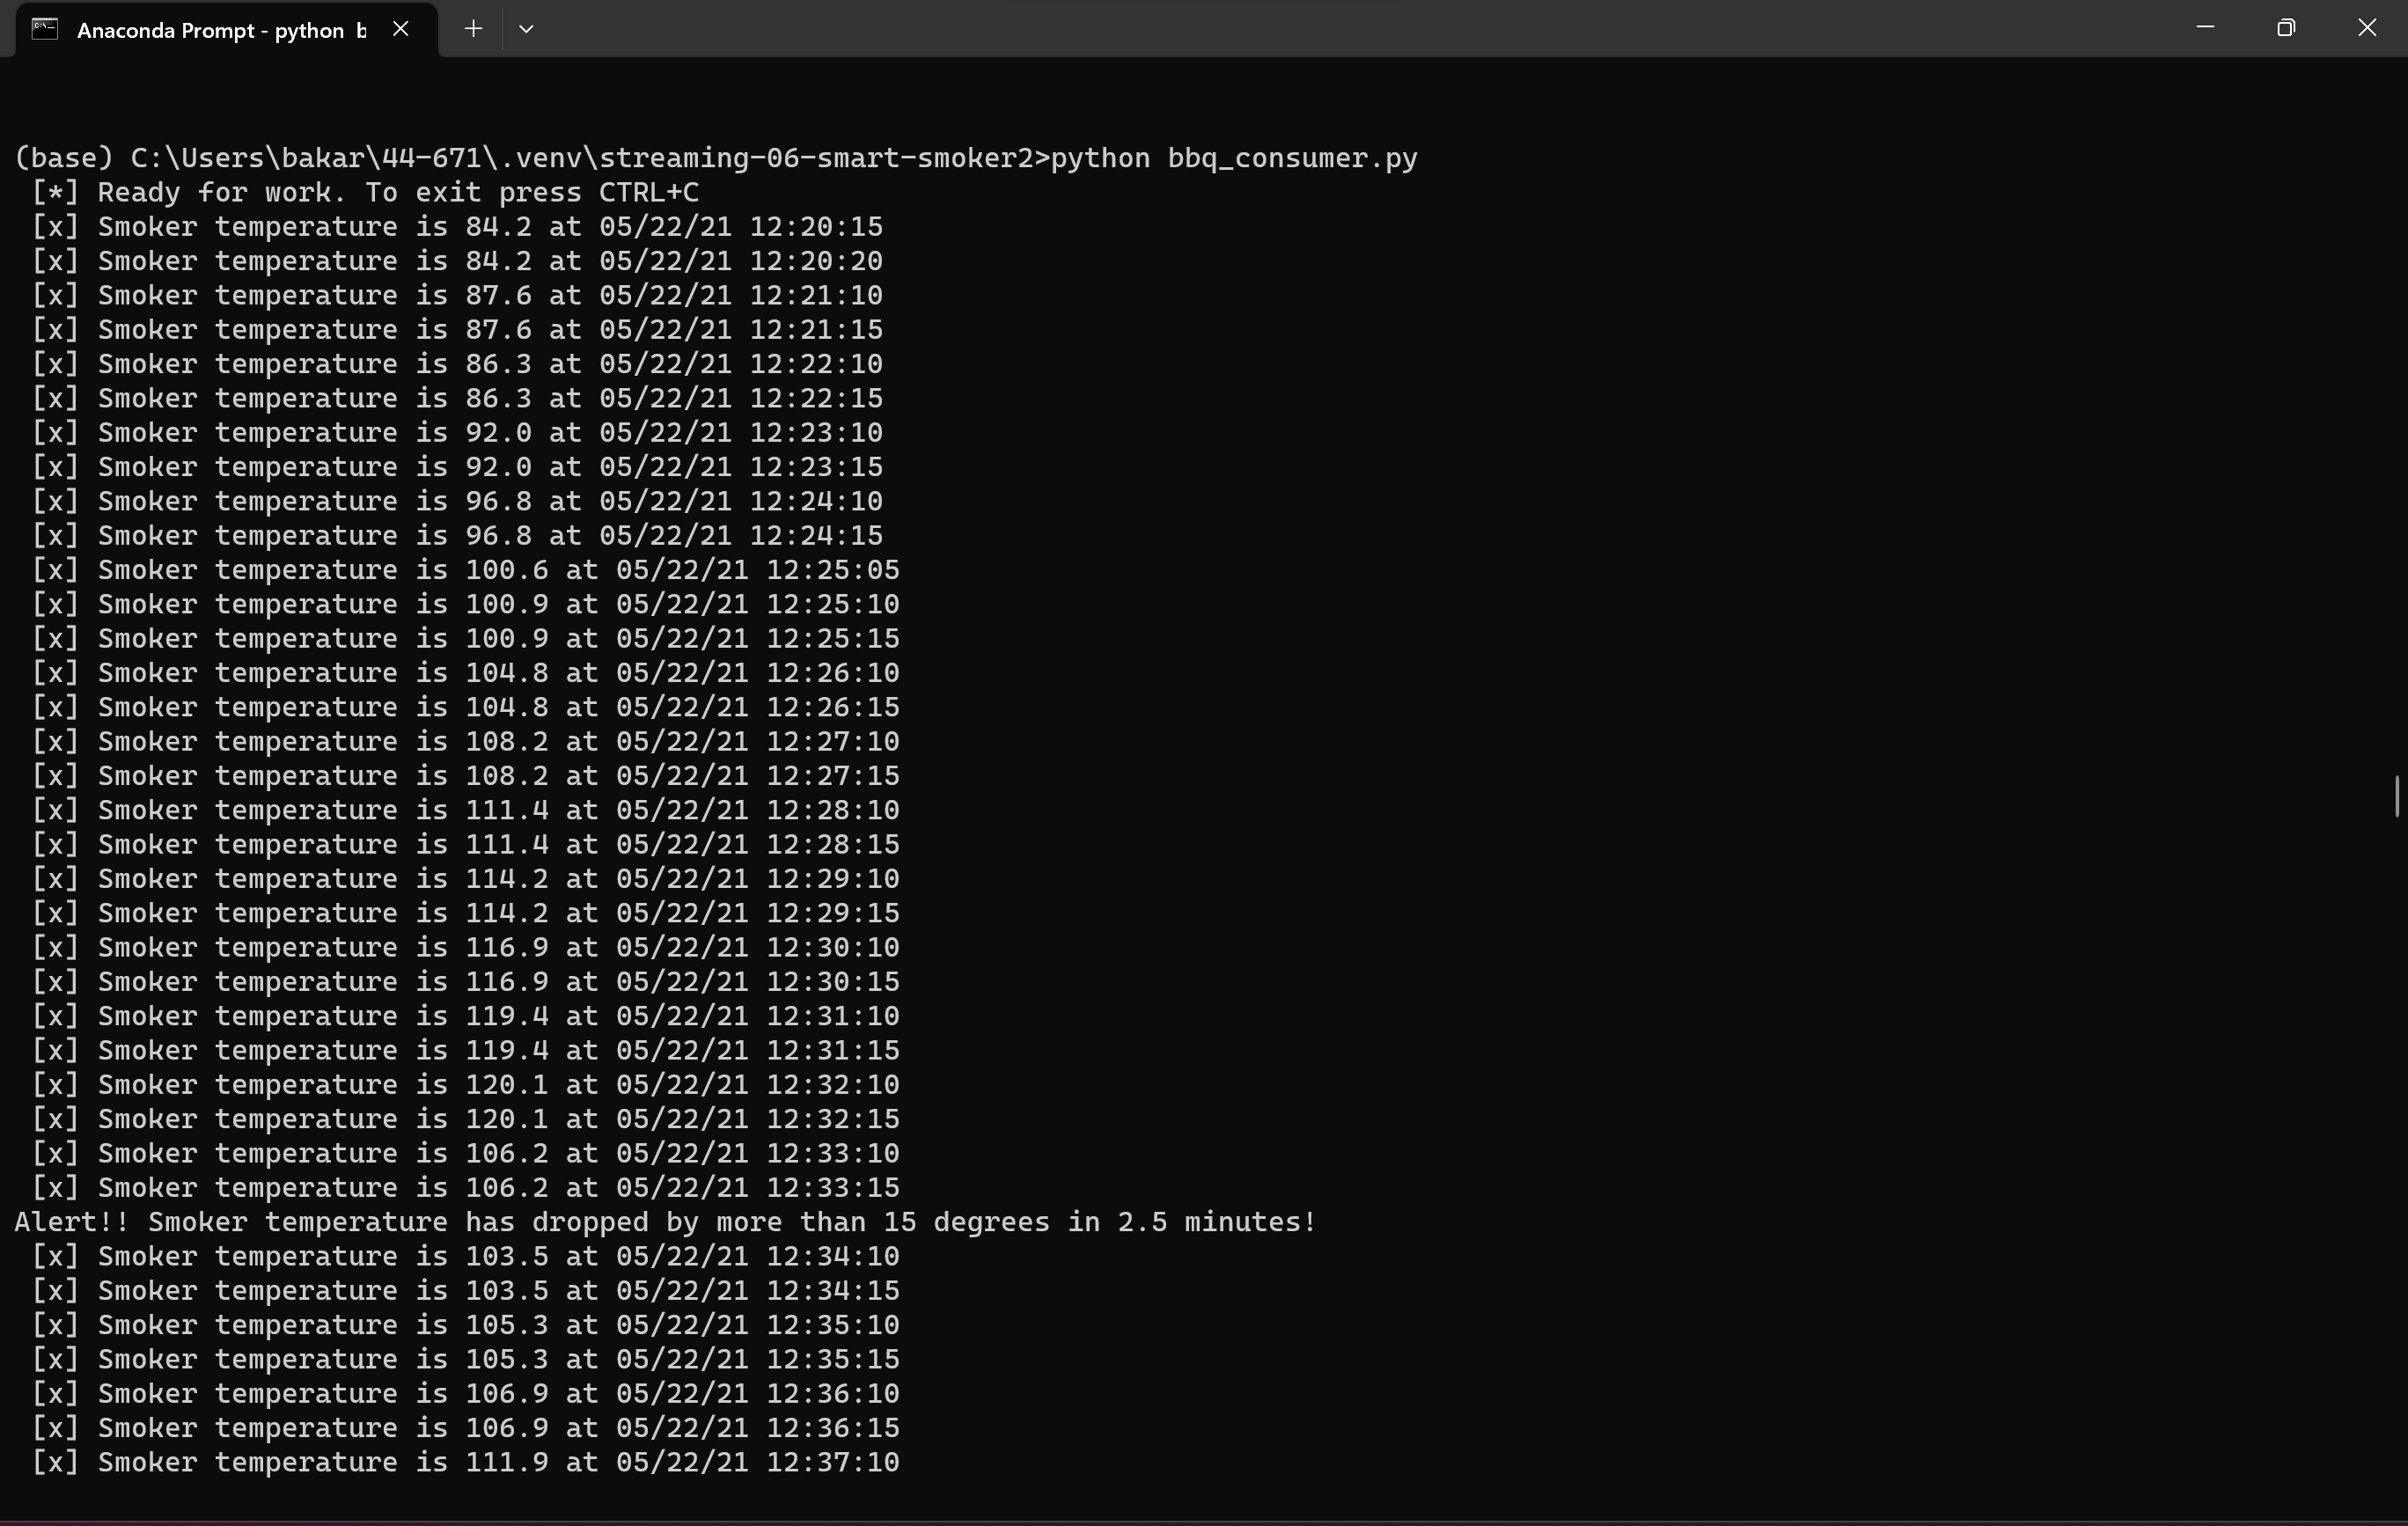 Anaconda Prompt - python b
(base) C:\Users\bakar\44-671\.venv\streaming-06-smart-smoker2>python bbq_consumer.py
[*] Ready for work. To exit press CTRL+C
[x] Smoker temperature is 84.2 at 05/22/21 12:20:15
[x] Smoker temperature is 84.2 at 05/22/21 12:20:20
[x] Smoker temperature is 87.6 at 05/22/21 12:21:10
[x] Smoker temperature is 87.6 at 05/22/21 12:21:15
[x] Smoker temperature is 86.3 at 05/22/21 12:22:10
[x] Smoker temperature is 86.3 at 05/22/21 12:22:15
[x] Smoker temperature is 92.0 at 05/22/21 12:23:10
[x] Smoker temperature is 92.0 at 05/22/21 12:23:15
[x] Smoker temperature is 96.8 at 05/22/21 12:24:10
[x] Smoker temperature is 96.8 at 05/22/21 12:24:15
[x] Smoker temperature is 100.6 at 05/22/21 12:25:05
[x] Smoker temperature is 100.9 at 05/22/21 12:25:10
[x] Smoker temperature is 100.9 at 05/22/21 12:25:15
[x] Smoker temperature is 104.8 at 05/22/21 12:26:10
[x] Smoker temperature is 104.8 at 05/22/21 12:26:15
[x] Smoker temperature is 108.2 at 05/22/21 12:27:10
[x] Smoker temperature is 108.2 at 05/22/21 12:27:15
[x] Smoker temperature is 111.4 at 05/22/21 12:28:10
[x] Smoker temperature is 111.4 at 05/22/21 12:28:15
[x] Smoker temperature is 114.2 at 05/22/21 12:29:10
[x] Smoker temperature is 114.2 at 05/22/21 12:29:15
[x] Smoker temperature is 116.9 at 05/22/21 12:30:10
[x] Smoker temperature is 116.9 at 05/22/21 12:30:15
[x] Smoker temperature is 119.4 at 05/22/21 12:31:10
[x] Smoker temperature is 119.4 at 05/22/21 12:31:15
[x] Smoker temperature is 120.1 at 05/22/21 12:32:10
[x] Smoker temperature is 120.1 at 05/22/21 12:32:15
[x] Smoker temperature is 106.2 at 05/22/21 12:33:10
[x] Smoker temperature is 106.2 at 05/22/21 12:33:15
Alert!! Smoker temperature has dropped by more than 15 degrees in 2.5 minutes!
[x] Smoker temperature is 103.5 at 05/22/21 12:34:10
[x] Smoker temperature is 103.5 at 05/22/21 12:34:15
[x] Smoker temperature is 105.3 at 05/22/21 12:35:10
[x] Smoker temperature is 105.3 at 05/22/21 12:35:15
[x] Smoker temperature is 106.9 at 05/22/21 12:36:10
[x] Smoker temperature is 106.9 at 05/22/21 12:36:15
[x] Smoker temperature is 111.9 at 05/22/21 12:37:10